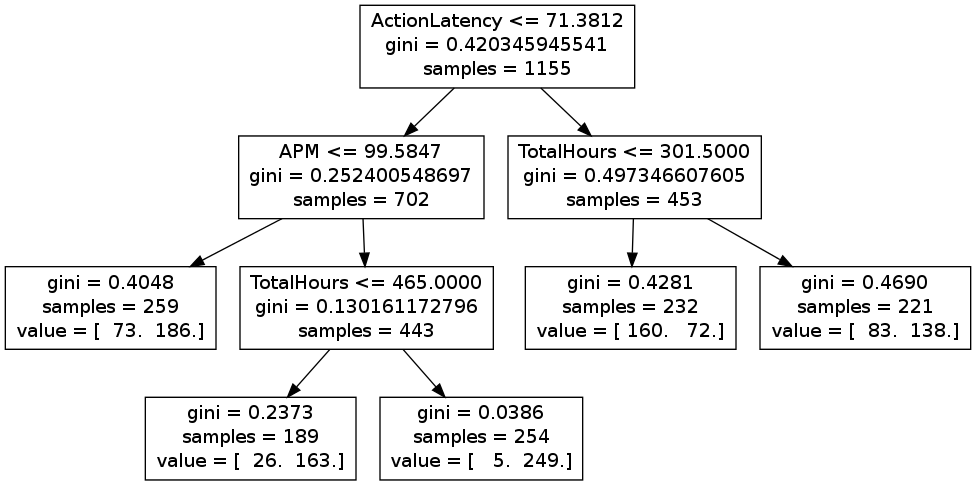 ActionLatency <= 71.3812
gini = 0.420345945541
samples = 1155
APM <= 99.5847
gini = 0.252400548697
samples = 702
TotalHours <= 301.5000
gini = 0.497346607605
samples = 453
gini = 0.4048
samples = 259
value = [  73.  186.]
TotalHours <= 465.0000
gini = 0.130161172796
samples = 443
gini = 0.4281
samples = 232
value = [ 160.   72.]
gini = 0.4690
samples = 221
value = [  83.  138.]
gini = 0.2373
samples = 189
value = [  26.  163.]
gini = 0.0386
samples = 254
value = [   5.  249.]